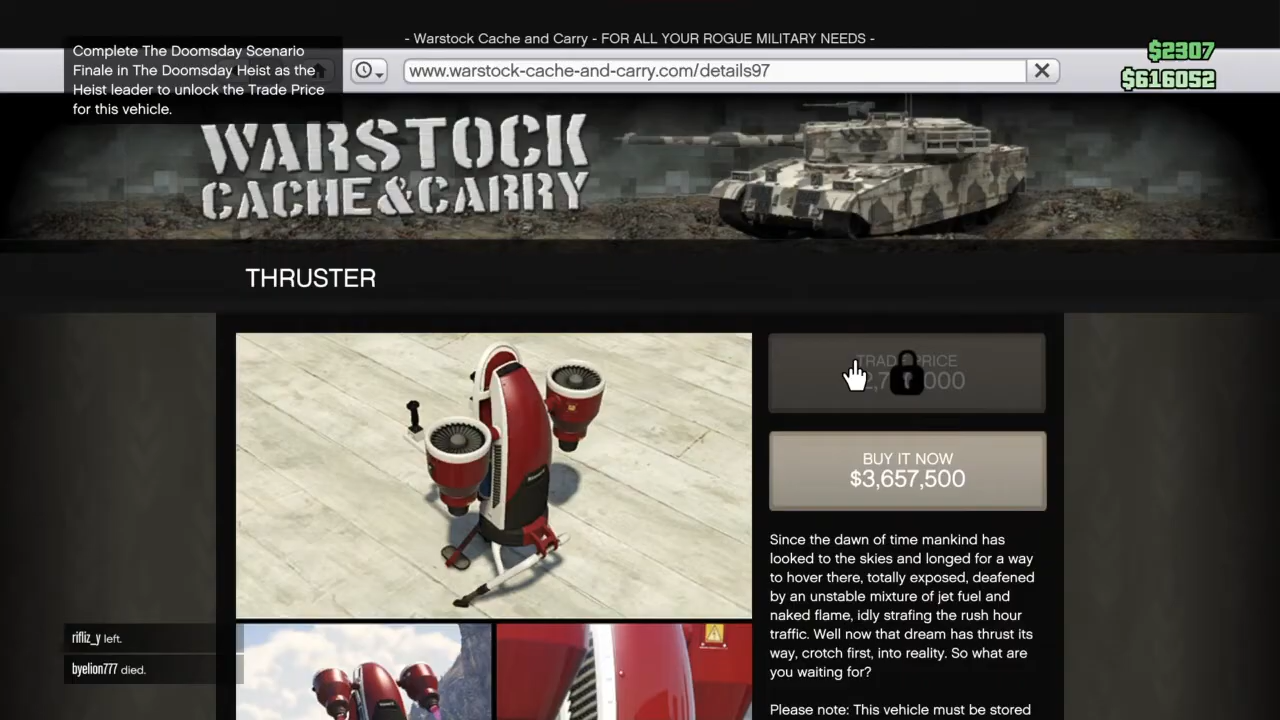 - Warstock Cache and Carry - FOR ALL YOUR ROGUE MILITARY NEEDS -
Complete The Doomsday Scenario
Finale in The Doomsday Heist as the
Heist leader to unlock the Trade Price
for this vehicle.
www.warstock-cache-and-carry.com/details97
$2307
$616052
WARSTOCK
CACHE&CARRY
THRUSTER
TRADE PRICE
BUY IT NOW
$3,657,500
Since the dawn of time mankind has
looked to the skies and longed for a way
to hover there, totally exposed, deafened
by an unstable mixture of jet fuel and
naked flame, idly strafing the rush hour
traffic. Well now that dream has thrust its
way, crotch first, into reality. So what are
you waiting for?
Please note: This vehicle must be stored
rifliz_y left.
byelion777 died.